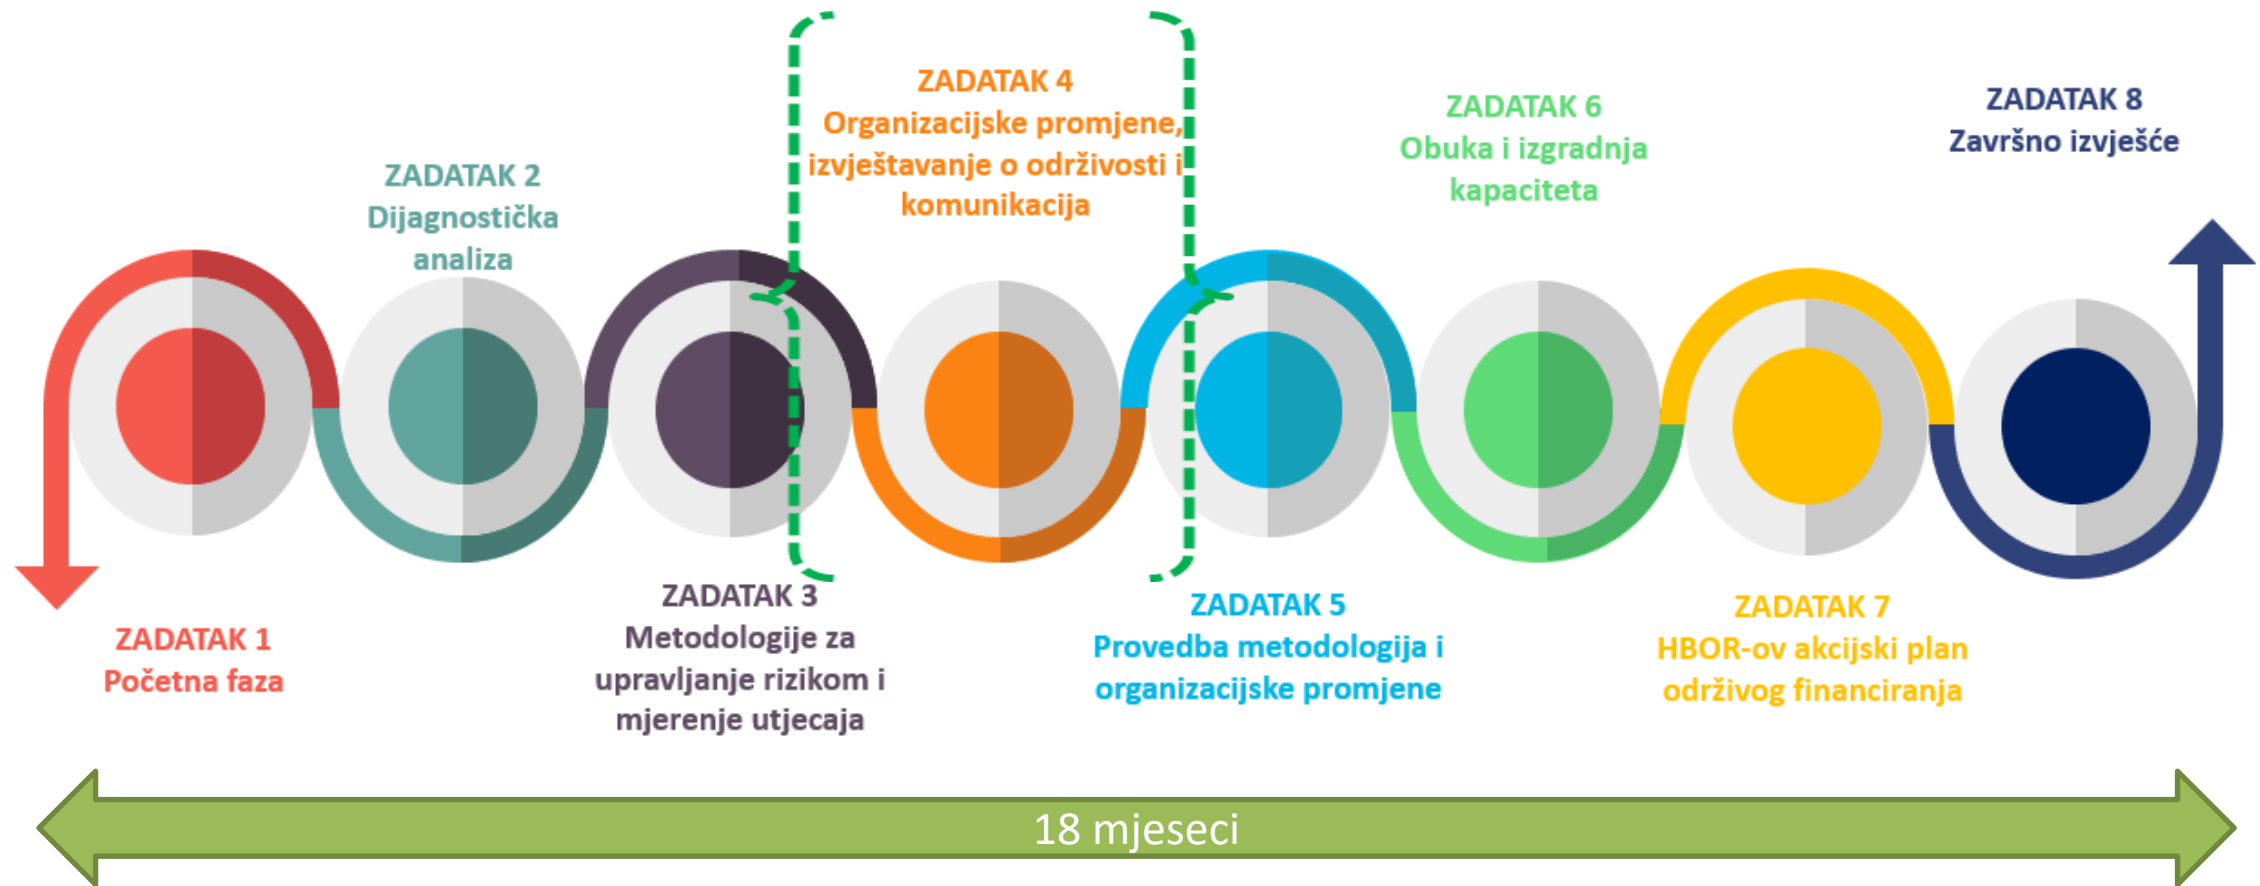 ZADATAK 1
Početna faza
ZADATAK 2
Dijagnostička
analiza
ZADATAK 3
Metodologije za
upravljanje rizikom i
mjerenje utjecaja
ZADATAK 4
Organizacijske promjene,
izvještavanje o održivosti i
komunikacija
ZADATAK 5
Provedba metodologija i
organizacijske promjene
ZADATAK 6
Obuka i izgradnja
kapaciteta
ZADATAK 7
HBOR-ov akcijski plan
održivog financiranja
ZADATAK 8
Završno izvješće
18 mjeseci